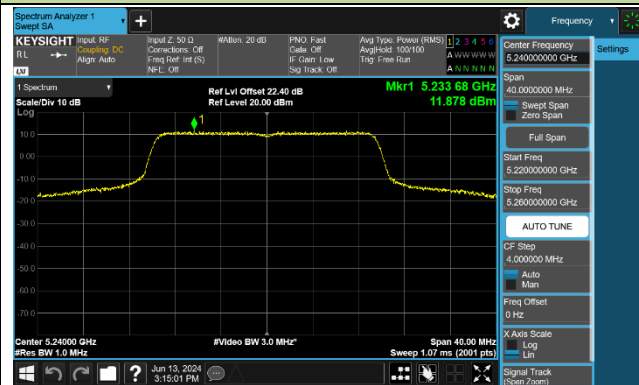 Spectrum Analyzer 1
Swept SA
Frequency
KEYSIGHT
RL
LXI
Input: RF
Coupling: DC
Align: Auto
Input Z: 50 Ω
Corrections: Off
Freq Ref: Int (S)
NFE: Off
#Atten: 20 dB
PNO: Fast
Gate: Off
IF Gain: Low
Sig Track: Off
Avg Type: Power (RMS)
Avg|Hold: 100/100
Trig: Free Run
1 2 3 4 5 6
A W W W W W
A N N N N N
1 Spectrum
Scale/Div 10 dB
Log
Ref Lvl Offset 22.40 dB
Ref Level 20.00 dBm
Mkr1 5.233 68 GHz
11.878 dBm
1
10.0
0.00
-10.0
-20.0
-30.0
-40.0
-50.0
-60.0
-70.0
Center 5.24000 GHz
#Res BW 1.0 MHz
#Video BW 3.0 MHz*
Span 40.00 MHz
Sweep 1.07 ms (2001 pts)
Center Frequency
5.240000000 GHz
Settings
Span
40.0000000 MHz
Swept Span
Zero Span
Full Span
Start Freq
5.220000000 GHz
Stop Freq
5.260000000 GHz
AUTO TUNE
CF Step
4.000000 MHz
Auto
Man
Freq Offset
0 Hz
X Axis Scale
Log
Lin
Signal Track
(Span Zoom)
?
Jun 13, 2024
3:15:01 PM